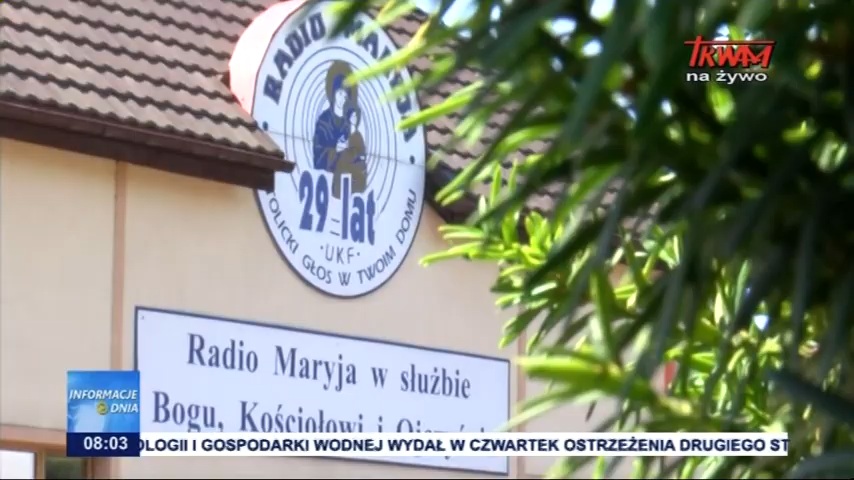 RADIO MARYJA
29 lat
UKF
GŁOS W TWOIM DOMU
TRWAM
na żywo
Radio Maryja w służbie
Bogu, Kościołowi i
INFORMACJE
DNIA
08:03
OLOGII I GOSPODARKI WODNEJ WYDAŁ W CZWARTEK OSTRZEŻENIA DRUGIEGO ST